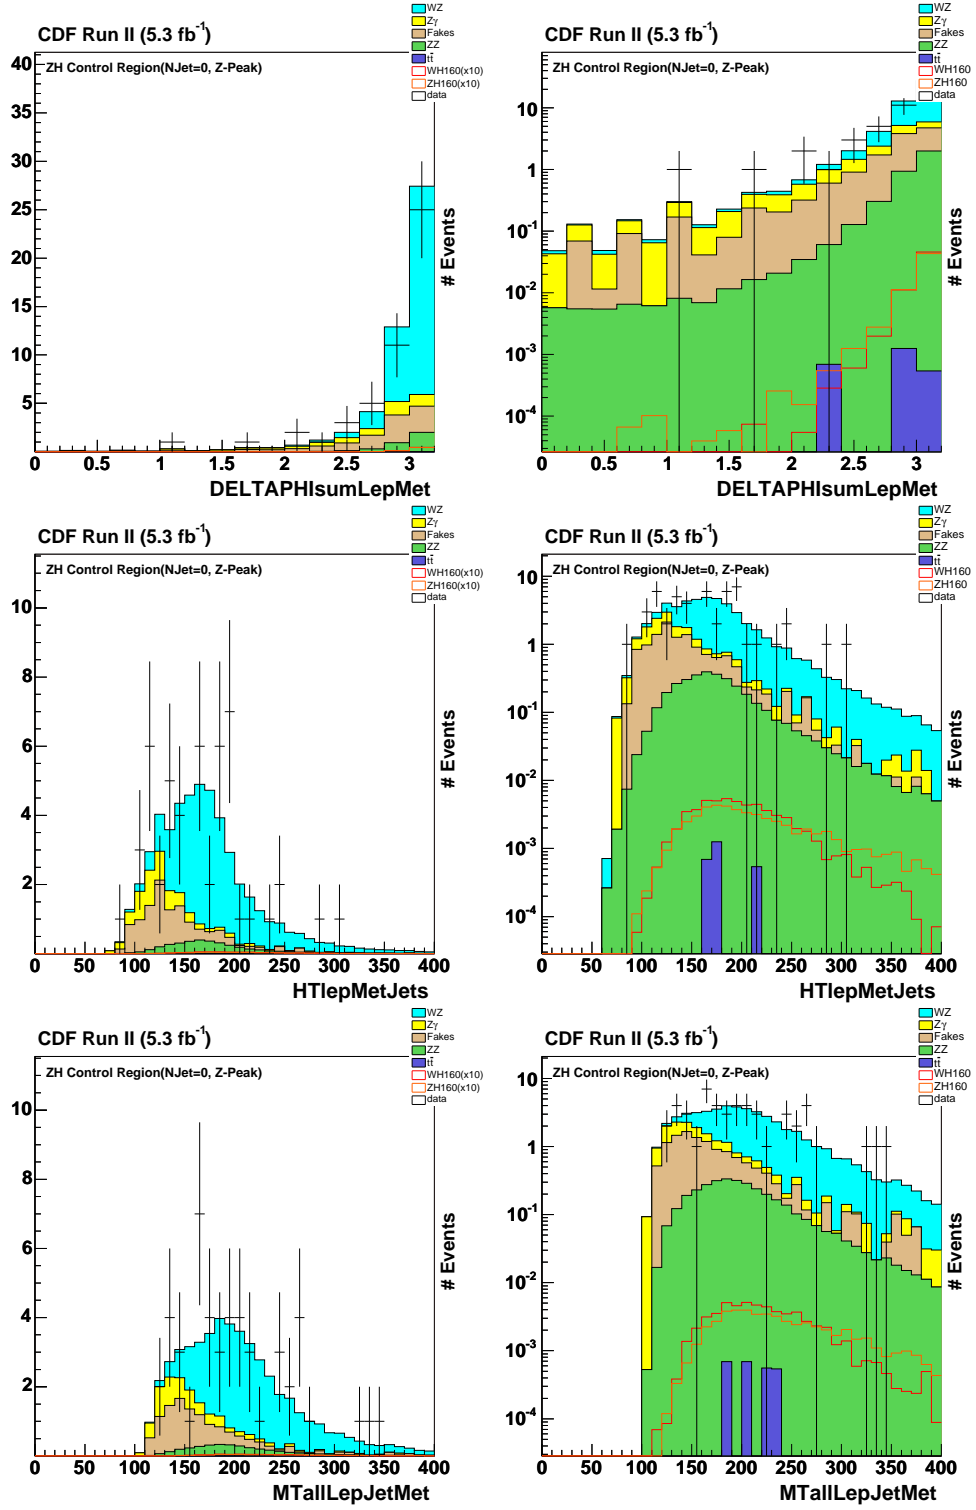 CDF Run II (5.3 fb-1)
WZ
Zγ
Fakes
ZZ
tt̄
WH160(x10)
ZH160(x10)
data
ZH Control Region(NJet=0, Z-Peak)
40
35
30
25
20
15
10
5
0 0.5 1 1.5 2 2.5 3
# Events
DELTAPHIsumLepMet
CDF Run II (5.3 fb-1)
WZ
Zγ
Fakes
ZZ
tt̄
WH160
ZH160
data
ZH Control Region(NJet=0, Z-Peak)
10
1
10-1
10-2
10-3
10-4
0 0.5 1 1.5 2 2.5 3
# Events
DELTAPHIsumLepMet
CDF Run II (5.3 fb-1)
WZ
Zγ
Fakes
ZZ
tt̄
WH160(x10)
ZH160(x10)
data
ZH Control Region(NJet=0, Z-Peak)
10
8
6
4
2
0 50 100 150 200 250 300 350 400
# Events
HTlepMetJets
CDF Run II (5.3 fb-1)
WZ
Zγ
Fakes
ZZ
tt̄
WH160
ZH160
data
ZH Control Region(NJet=0, Z-Peak)
10
1
10-1
10-2
10-3
10-4
0 50 100 150 200 250 300 350 400
# Events
HTlepMetJets
CDF Run II (5.3 fb-1)
WZ
Zγ
Fakes
ZZ
tt̄
WH160(x10)
ZH160(x10)
data
ZH Control Region(NJet=0, Z-Peak)
10
8
6
4
2
0 50 100 150 200 250 300 350 400
# Events
MTallLepJetMet
CDF Run II (5.3 fb-1)
WZ
Zγ
Fakes
ZZ
tt̄
WH160
ZH160
data
ZH Control Region(NJet=0, Z-Peak)
10
1
10-1
10-2
10-3
10-4
0 50 100 150 200 250 300 350 400
# Events
MTallLepJetMet